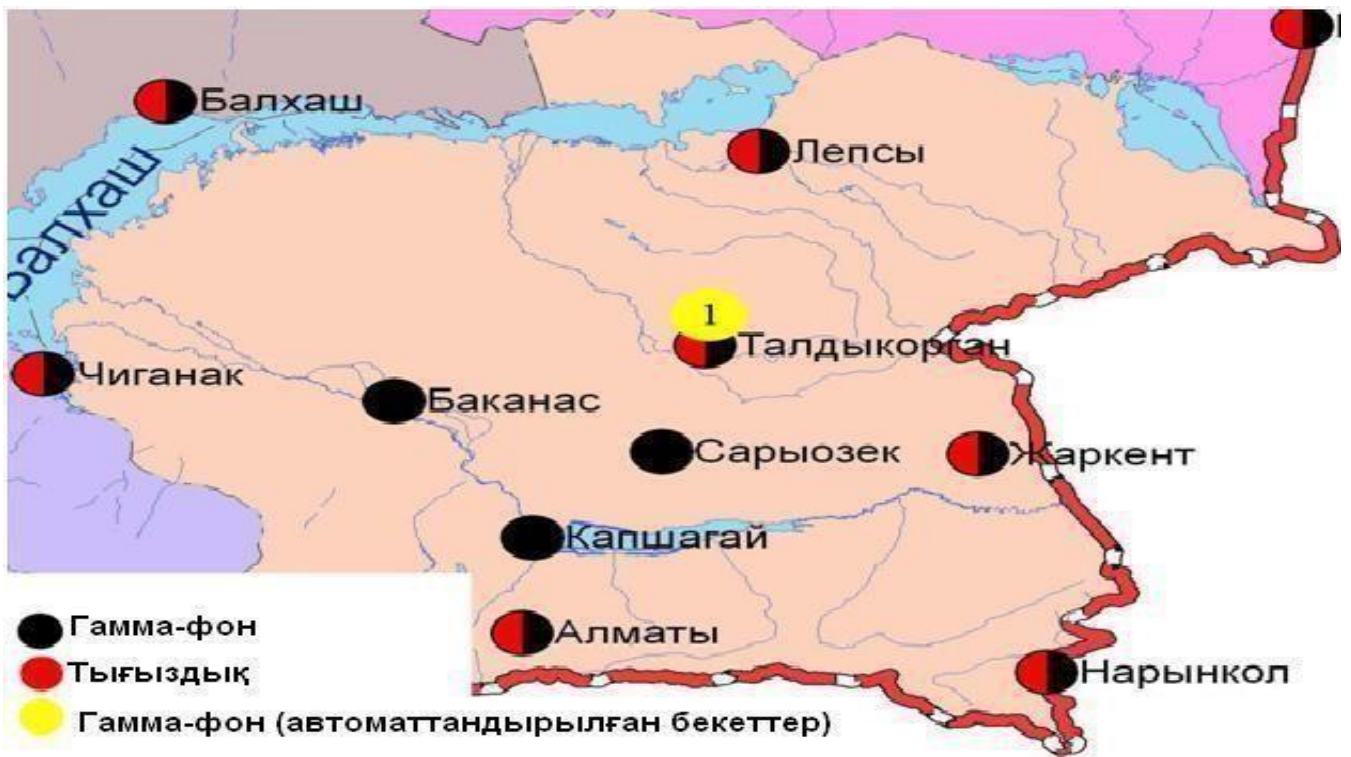 Балхаш
Лепсы
Балхаш
1
Талдыкорган
Чиганак
Баканас
Сарыозек
Жаркент
Капшагай
Алматы
Нарынкол
Гамма-фон
Тығыздық
Гамма-фон (автоматтандырылған бекеттер)